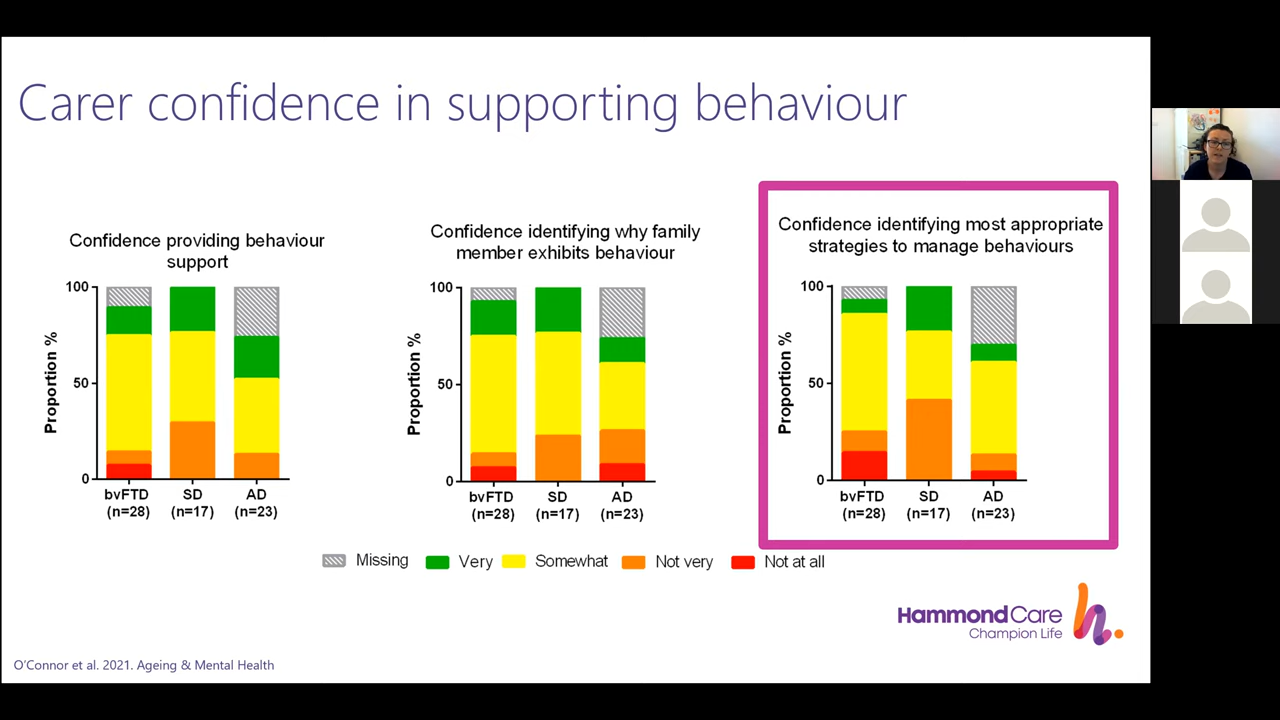 Carer confidence in supporting behaviour
Confidence providing behaviour
support
100
50
0
Proportion %
bvFTD
(n=28)
SD
(n=17)
AD
(n=23)
Confidence identifying why family
member exhibits behaviour
100
50
0
Proportion %
bvFTD
(n=28)
SD
(n=17)
AD
(n=23)
Confidence identifying most appropriate
strategies to manage behaviours
100
50
0
Proportion %
bvFTD
(n=28)
SD
(n=17)
AD
(n=23)
Missing
Very
Somewhat
Not very
Not at all
HammondCare
Champion Life
O'Connor et al. 2021. Ageing & Mental Health